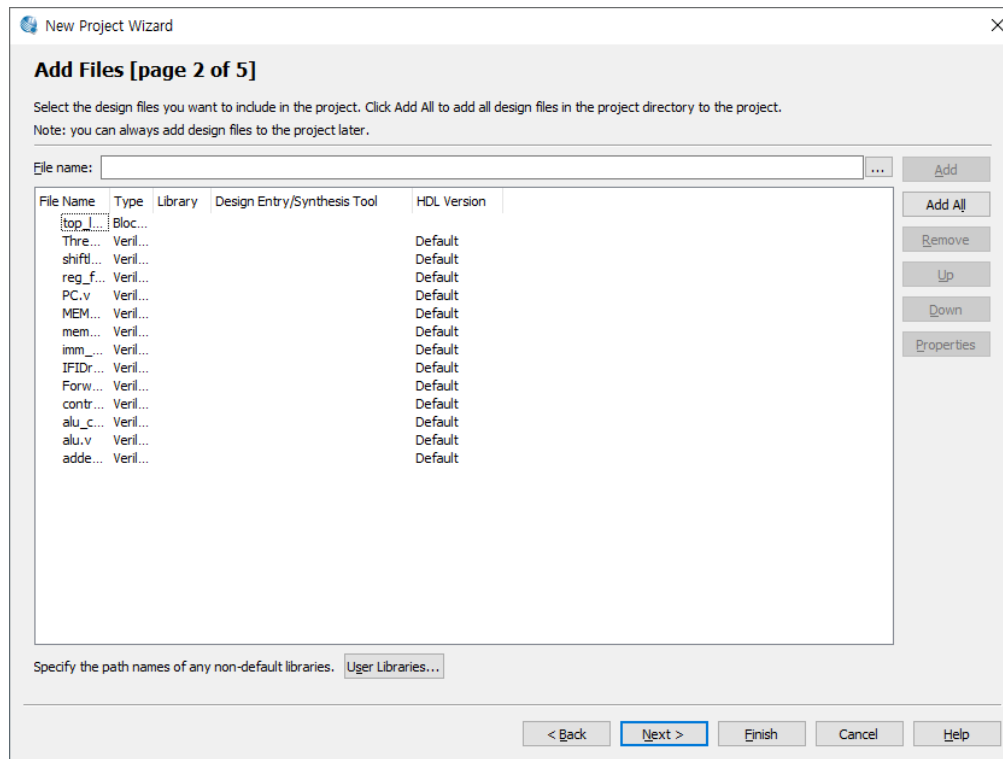 New Project Wizard
Add Files [page 2 of 5]
Select the design files you want to include in the project. Click Add All to add all design files in the project directory to the project.
Note: you can always add design files to the project later.
File name: ... Add
File Name Type Library Design Entry/Synthesis Tool HDL Version Add All
top_l... Bloc...
Thre... Veril... Default Remove
shiftl... Veril... Default
reg_f... Veril... Default Up
PC.v Veril... Default
MEM... Veril... Default Down
mem... Veril... Default
imm_... Veril... Default Properties
IFIDr... Veril... Default
Forw... Veril... Default
contr... Veril... Default
alu_c... Veril... Default
alu.v Veril... Default
adde... Veril... Default
Specify the path names of any non-default libraries. User Libraries...
< Back Next > Finish Cancel Help